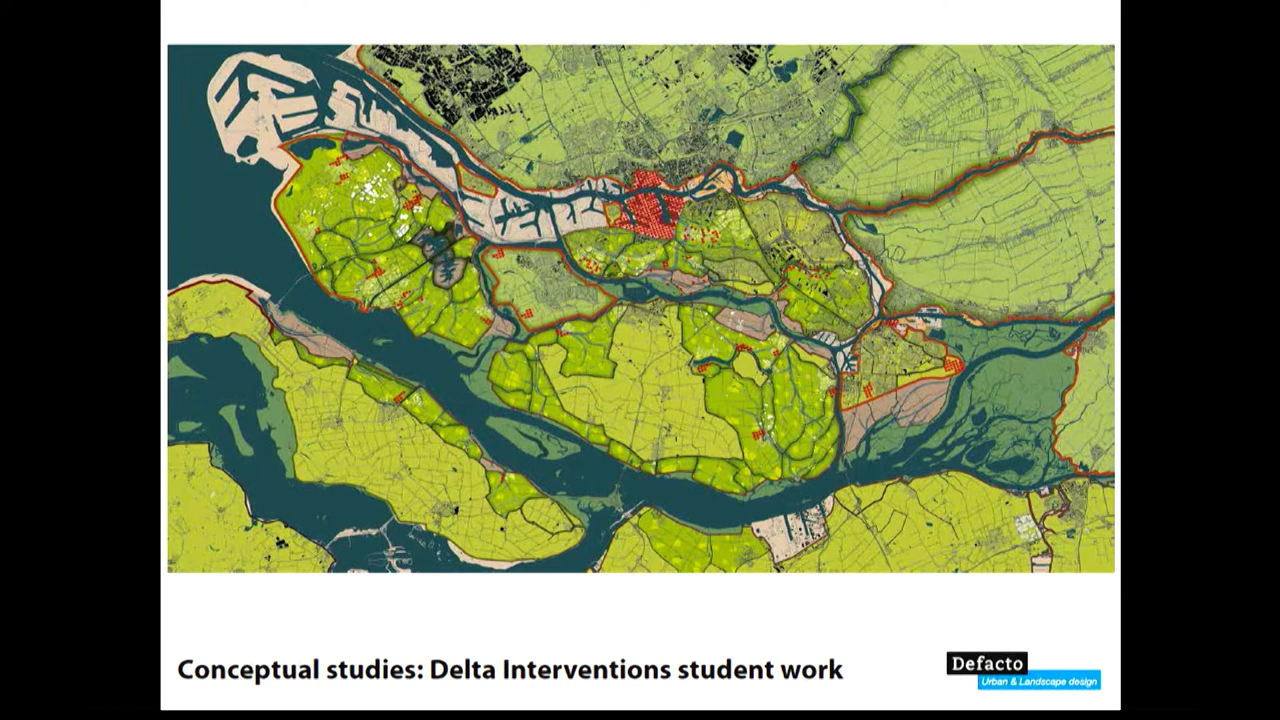 Conceptual studies: Delta Interventions student work
Defacto
Urban & Landscape design